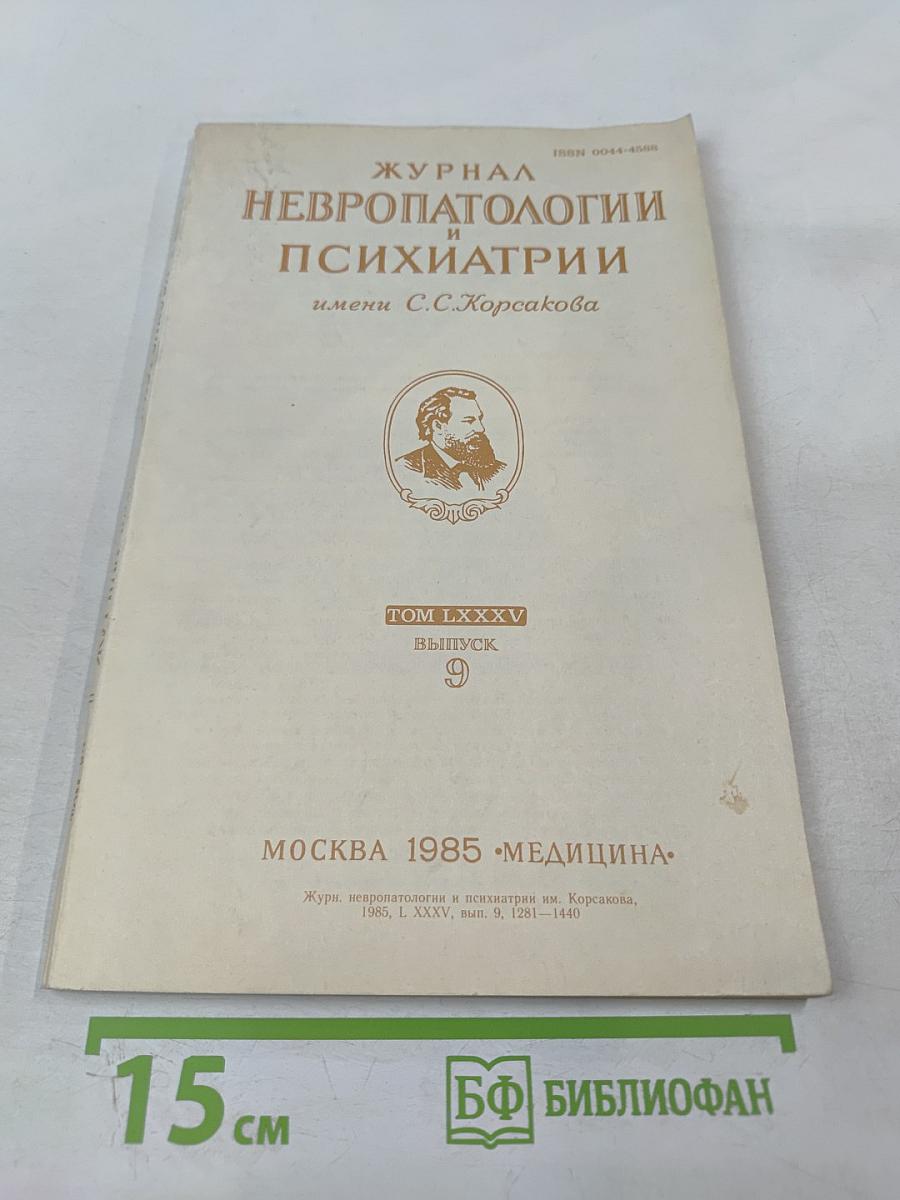 ISSN 0044-4588
ЖУРНАЛ
НЕВРОПАТОЛОГИИ
и
ПСИХИАТРИИ
имени С.С.Корсакова
ТОМ LXXXV
ВЫПУСК
9
МОСКВА 1985 •МЕДИЦИНА•
Журн. невропатологии и психиатрии им. Корсакова,
1985, L XXXV, вып. 9, 1281—1440
15 см
БФ БИБЛИОФАН